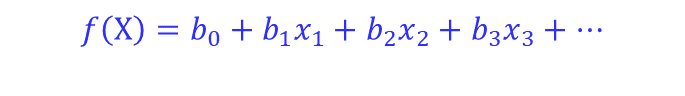 f(X) = b₀ + b₁x₁ + b₂x₂ + b₃x₃ + ⋯